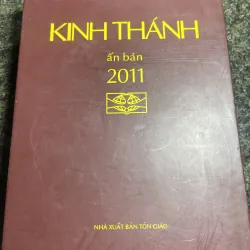 KINH THÁNH
ấn bản
2011
NHÀ XUẤT BẢN TÔN GIÁO